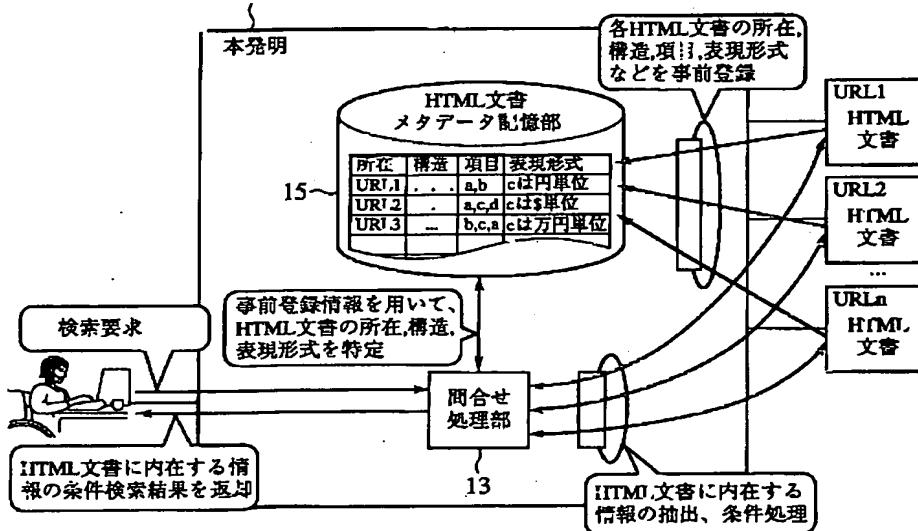 本発明
各HTML文書の所在,
構造,項目,表現形式
などを事前登録
HTML文書
メタデータ記憶部
所在 構造 項目 表現形式
URL1 . . . a,b cは円単位
URL2 . a,c,d cは$単位
URL3 ... b,c,a cは万円単位
15
URL1
HTML
文書
URL2
HTML
文書
...
URLn
HTML
文書
事前登録情報を用いて、
HTML文書の所在,構造,
表現形式を特定
検索要求
問合せ
処理部
13
HTML文書に内在する情
報の条件検索結果を返却
HTML文書に内在する
情報の抽出、条件処理